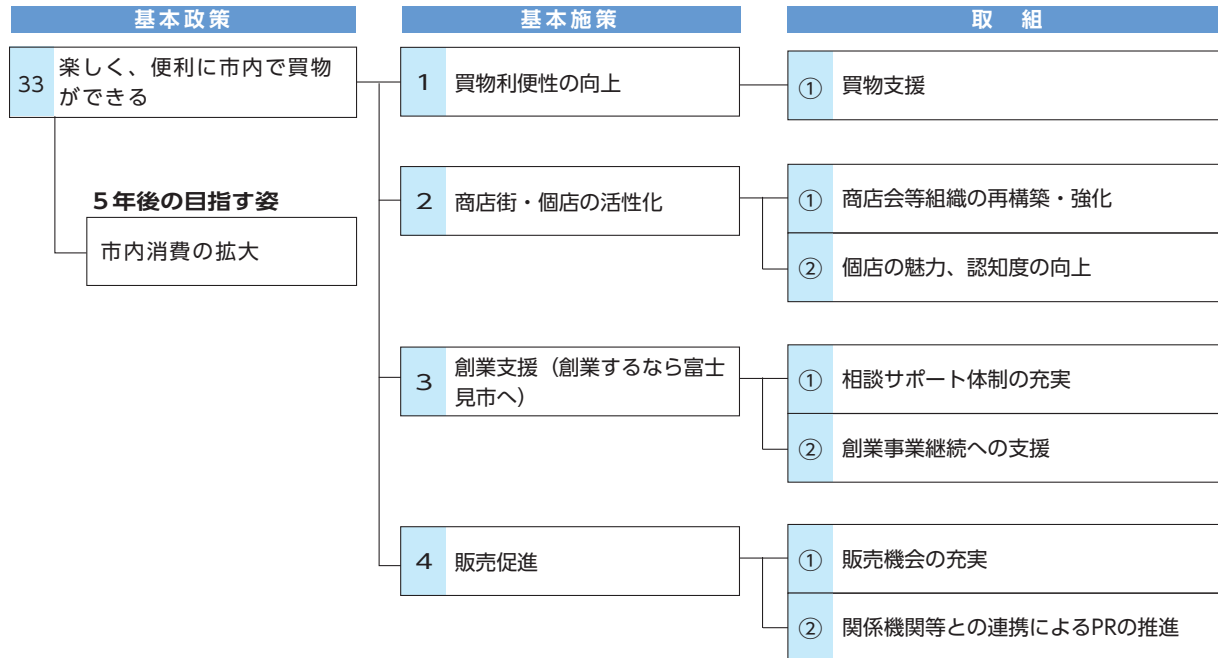 基本政策
基本施策
取　組
33
楽しく、便利に市内で買物
ができる
5年後の目指す姿
市内消費の拡大
1
買物利便性の向上
①
買物支援
2
商店街・個店の活性化
①
商店会等組織の再構築・強化
②
個店の魅力、認知度の向上
3
創業支援（創業するなら富士
見市へ）
①
相談サポート体制の充実
②
創業事業継続への支援
4
販売促進
①
販売機会の充実
②
関係機関等との連携によるPRの推進